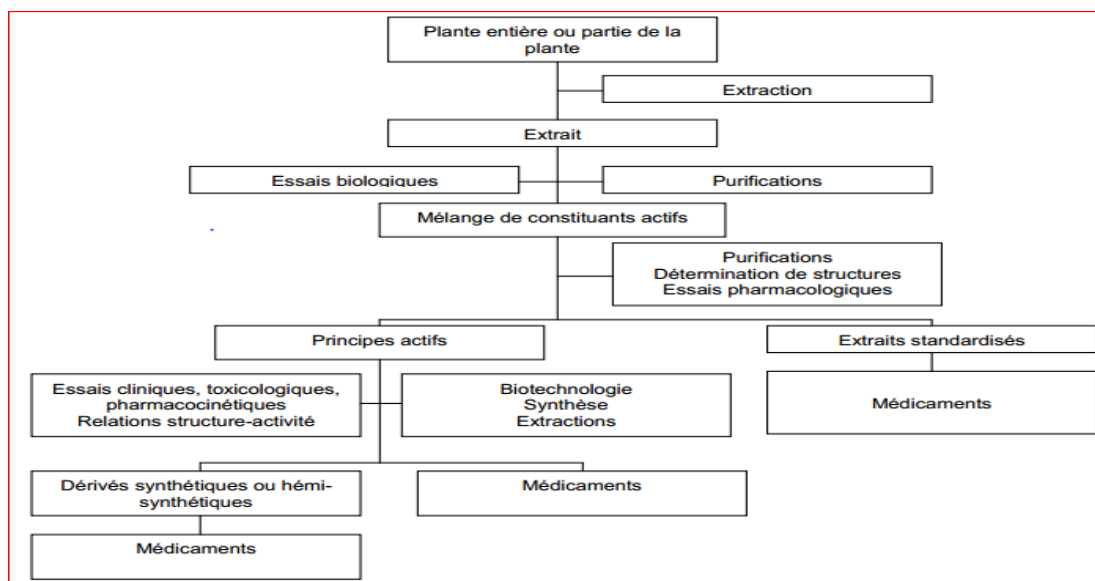 Plante entière ou partie de la
plante
Extraction
Extrait
Essais biologiques
Purifications
Mélange de constituants actifs
Purifications
Détermination de structures
Essais pharmacologiques
Principes actifs
Extraits standardisés
Essais cliniques, toxicologiques,
pharmacocinétiques
Relations structure-activité
Biotechnologie
Synthèse
Extractions
Médicaments
Dérivés synthétiques ou hémi-
synthétiques
Médicaments
Médicaments